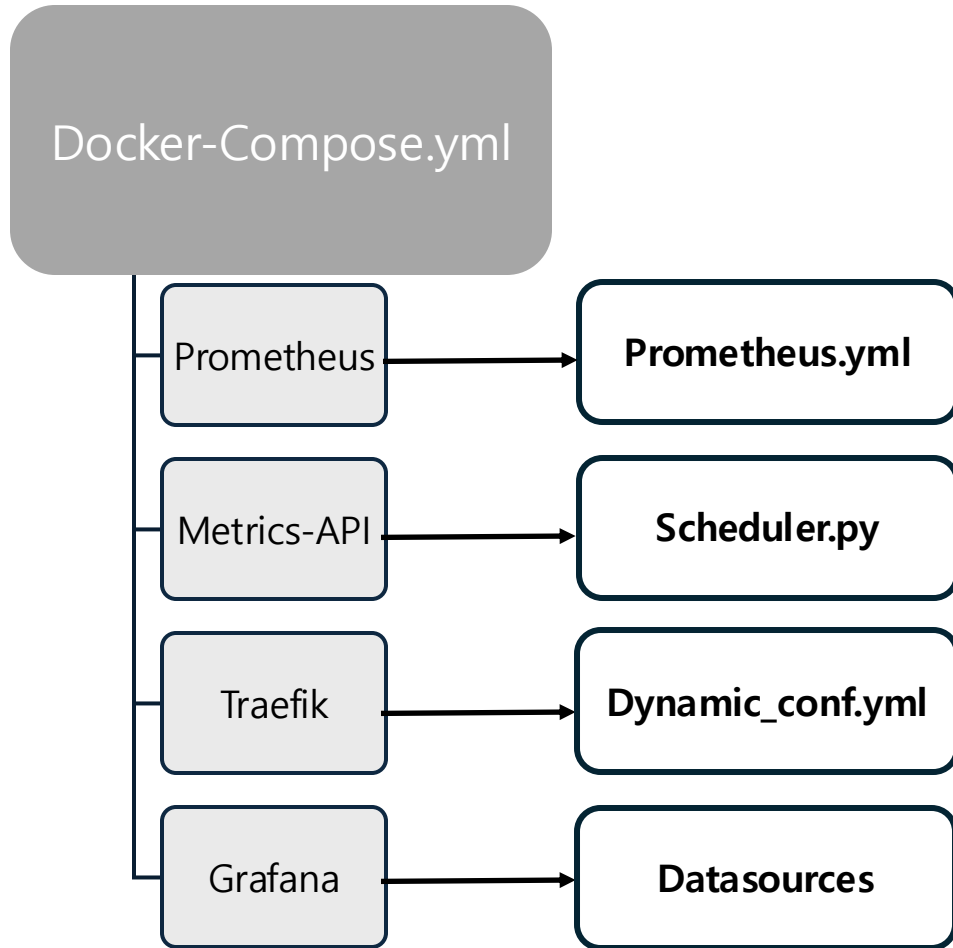 Docker-Compose.yml
Prometheus
Prometheus.yml
Metrics-API
Scheduler.py
Traefik
Dynamic_conf.yml
Grafana
Datasources